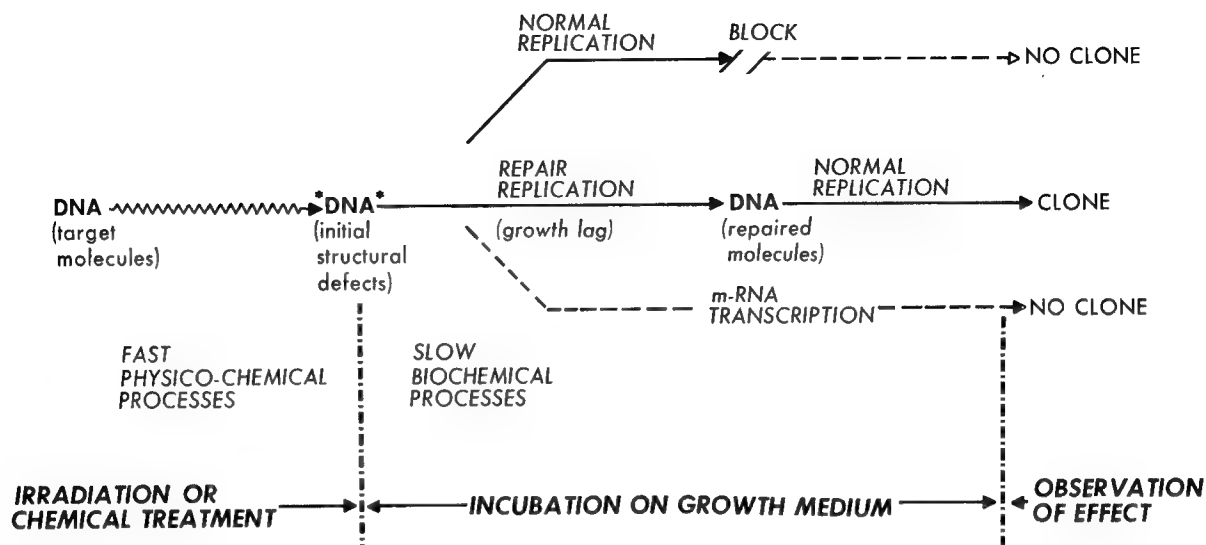 NORMAL
REPLICATION
BLOCK
NO CLONE
DNA
(target
molecules)
*DNA*
(initial
structural
defects)
REPAIR
REPLICATION
(growth lag)
DNA
(repaired
molecules)
NORMAL
REPLICATION
CLONE
m-RNA
TRANSCRIPTION
NO CLONE
FAST
PHYSICO-CHEMICAL
PROCESSES
SLOW
BIOCHEMICAL
PROCESSES
IRRADIATION OR
CHEMICAL TREATMENT
INCUBATION ON GROWTH MEDIUM
OBSERVATION
OF EFFECT